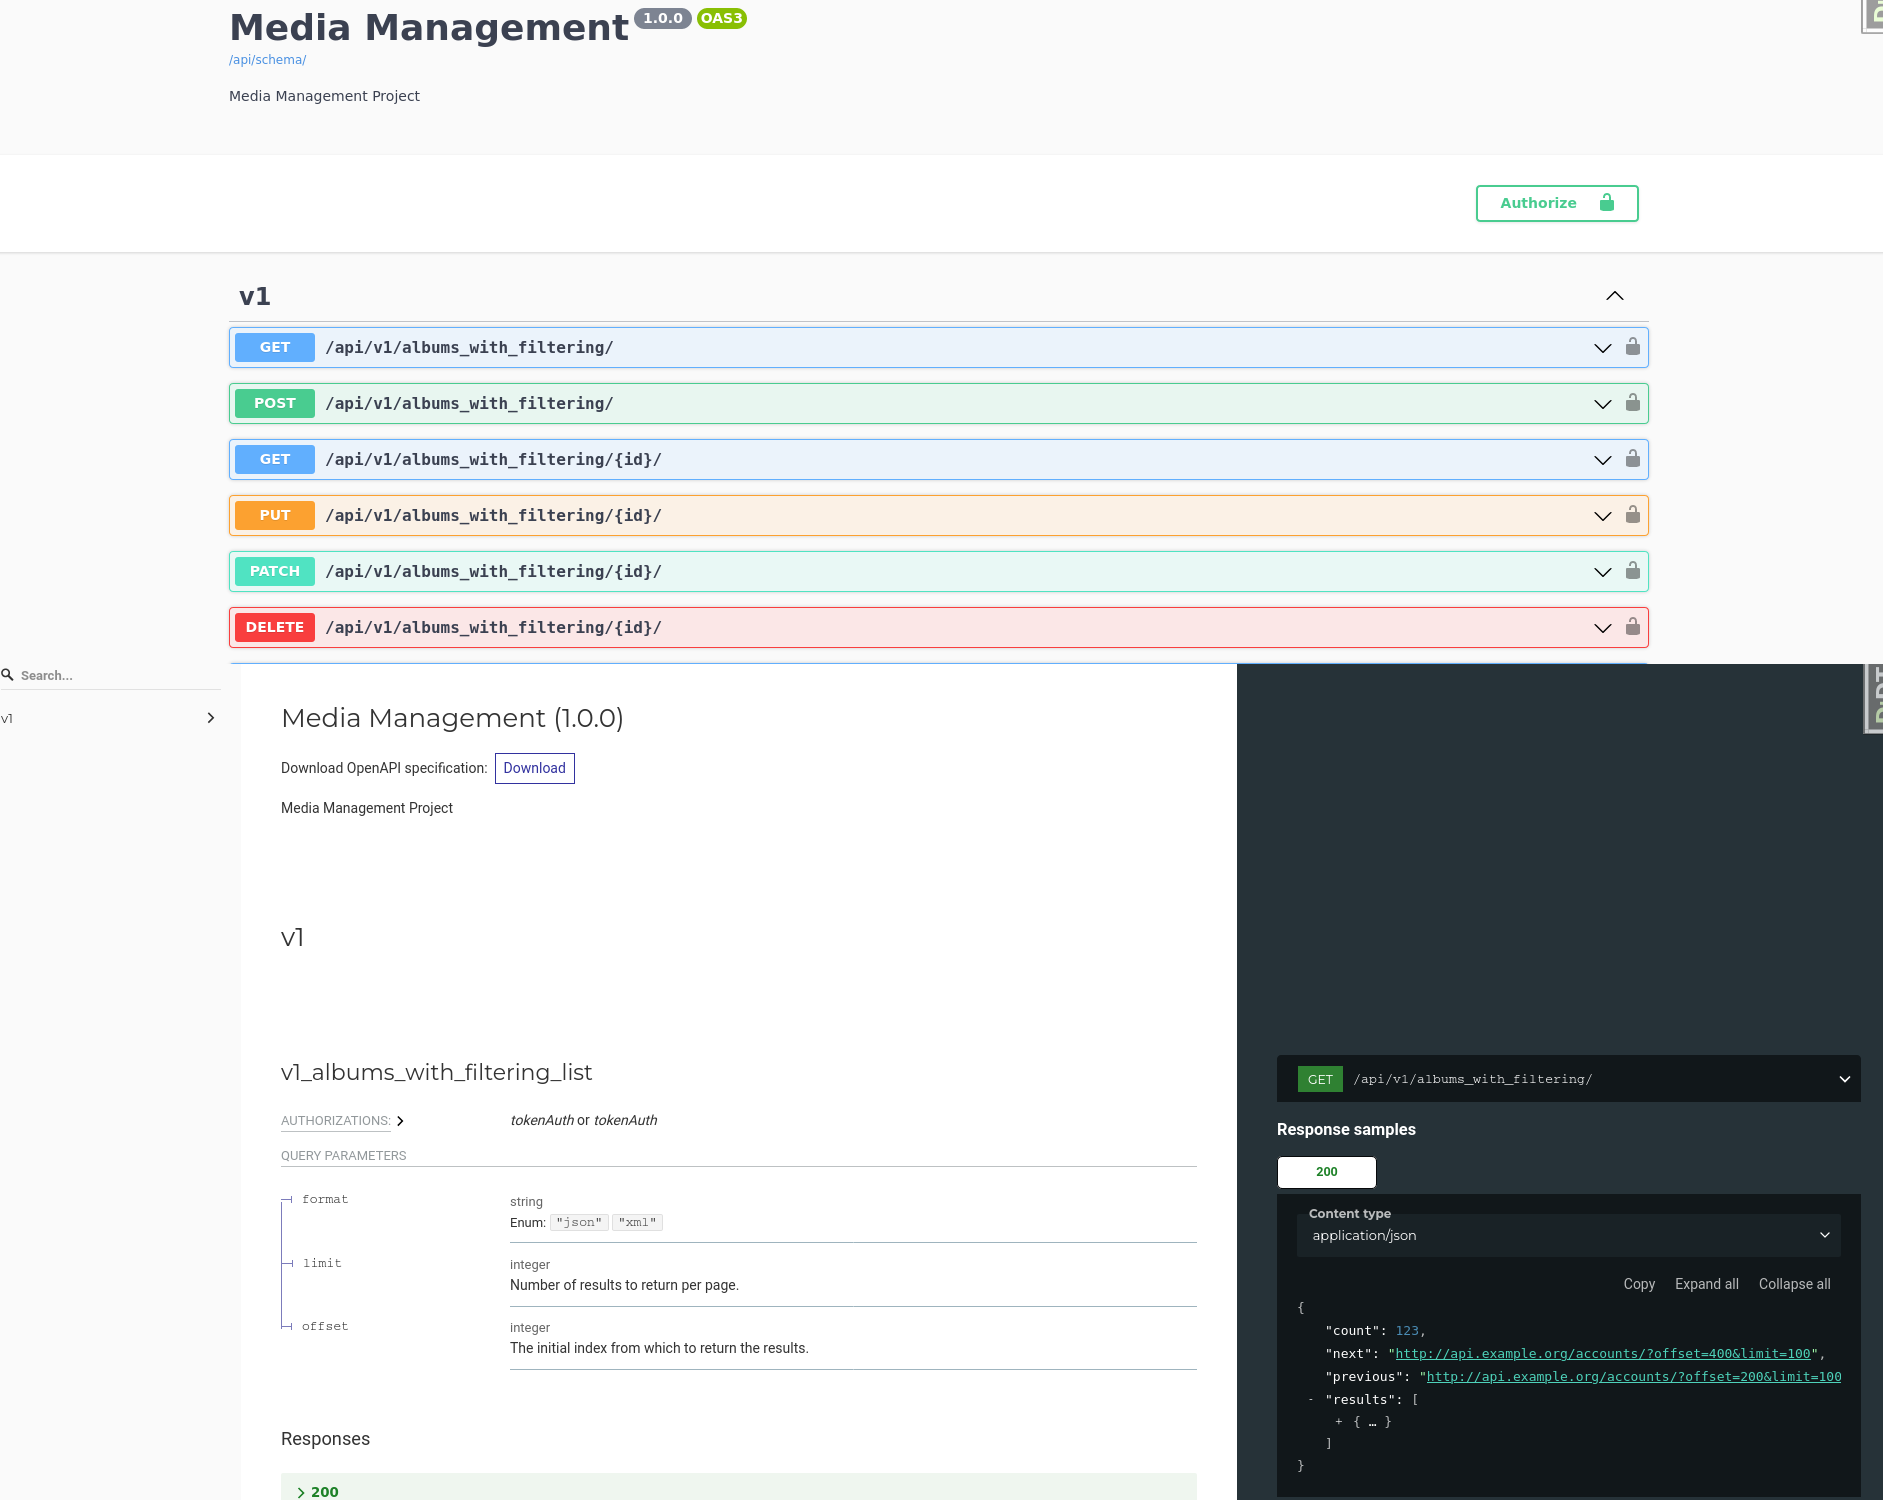 Media Management 1.0.0 OAS3
/api/schema/
Media Management Project
Authorize
v1
GET /api/v1/albums_with_filtering/
POST /api/v1/albums_with_filtering/
GET /api/v1/albums_with_filtering/{id}/
PUT /api/v1/albums_with_filtering/{id}/
PATCH /api/v1/albums_with_filtering/{id}/
DELETE /api/v1/albums_with_filtering/{id}/
Search...
v1
Media Management (1.0.0)
Download OpenAPI specification: Download
Media Management Project
v1
v1_albums_with_filtering_list
AUTHORIZATIONS: tokenAuth or tokenAuth
QUERY PARAMETERS
format string
Enum: "json" "xml"
limit integer
Number of results to return per page.
offset integer
The initial index from which to return the results.
Responses
200
GET /api/v1/albums_with_filtering/
Response samples
200
Content type
application/json
Copy Expand all Collapse all
{
"count": 123,
"next": "http://api.example.org/accounts/?offset=400&limit=100",
"previous": "http://api.example.org/accounts/?offset=200&limit=100
- "results": [
+ { … }
]
}